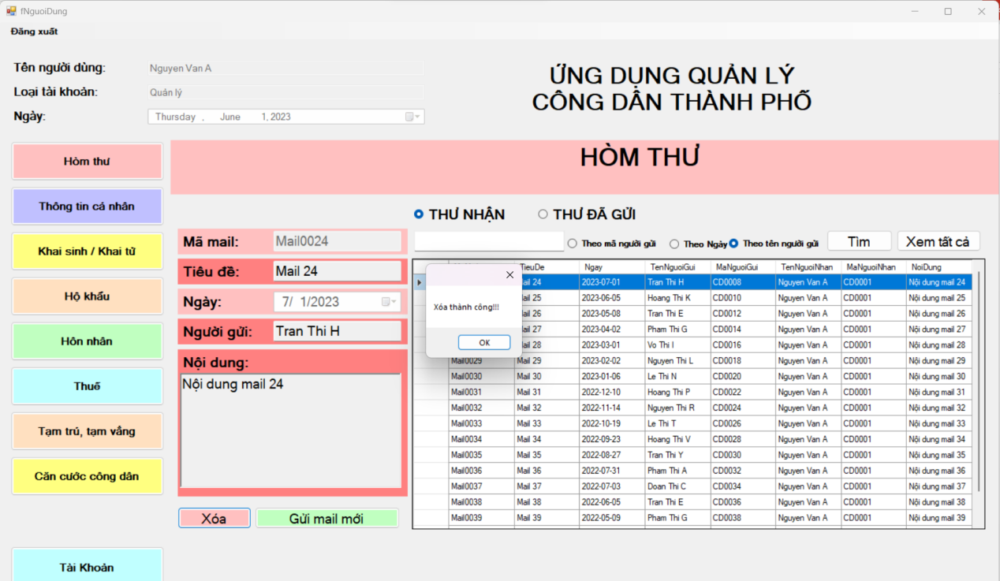 fNguoiDung
Đăng xuất
Tên người dùng: Nguyen Van A
Loại tài khoản: Quản lý
Ngày: Thursday , June 1, 2023
ỨNG DỤNG QUẢN LÝ
CÔNG DÂN THÀNH PHỐ
Hòm thư
Thông tin cá nhân
Khai sinh / Khai tử
Hộ khẩu
Hôn nhân
Thuế
Tạm trú, tạm vắng
Căn cước công dân
Tài Khoản
HÒM THƯ
THƯ NHẬN THƯ ĐÃ GỬI
Mã mail: Mail0024
Tiêu đề: Mail 24
Ngày: 7/ 1/2023
Người gửi: Tran Thi H
Nội dung:
Nội dung mail 24
Xóa Gửi mail mới
Theo mã người gửi Theo Ngày Theo tên người gửi Tìm Xem tất cả
TieuDe Ngay TenNguoiGui MaNguoiGui TenNguoiNhan MaNguoiNhan NoiDung
ail 24 2023-07-01 Tran Thi H CD0008 Nguyen Van A CD0001 Nội dung mail 24
ail 25 2023-06-05 Hoang Thi K CD0010 Nguyen Van A CD0001 Nội dung mail 25
ail 26 2023-05-08 Tran Thi E CD0012 Nguyen Van A CD0001 Nội dung mail 26
ail 27 2023-04-02 Pham Thi G CD0014 Nguyen Van A CD0001 Nội dung mail 27
ail 28 2023-03-01 Vo Thi I CD0016 Nguyen Van A CD0001 Nội dung mail 28
Mail0029 Mail 29 2023-02-02 Nguyen Thi L CD0018 Nguyen Van A CD0001 Nội dung mail 29
Mail0030 Mail 30 2023-01-06 Le Thi N CD0020 Nguyen Van A CD0001 Nội dung mail 30
Mail0031 Mail 31 2022-12-10 Hoang Thi P CD0022 Nguyen Van A CD0001 Nội dung mail 31
Mail0032 Mail 32 2022-11-14 Nguyen Thi R CD0024 Nguyen Van A CD0001 Nội dung mail 32
Mail0033 Mail 33 2022-10-19 Le Thi T CD0026 Nguyen Van A CD0001 Nội dung mail 33
Mail0034 Mail 34 2022-09-23 Hoang Thi V CD0028 Nguyen Van A CD0001 Nội dung mail 34
Mail0035 Mail 35 2022-08-27 Tran Thi Y CD0030 Nguyen Van A CD0001 Nội dung mail 35
Mail0036 Mail 36 2022-07-31 Pham Thi A CD0032 Nguyen Van A CD0001 Nội dung mail 36
Mail0037 Mail 37 2022-07-03 Doan Thi C CD0034 Nguyen Van A CD0001 Nội dung mail 37
Mail0038 Mail 38 2022-06-05 Tran Thi E CD0036 Nguyen Van A CD0001 Nội dung mail 38
Mail0039 Mail 39 2022-05-09 Pham Thi G CD0038 Nguyen Van A CD0001 Nội dung mail 39
Xóa thành công!!!
OK